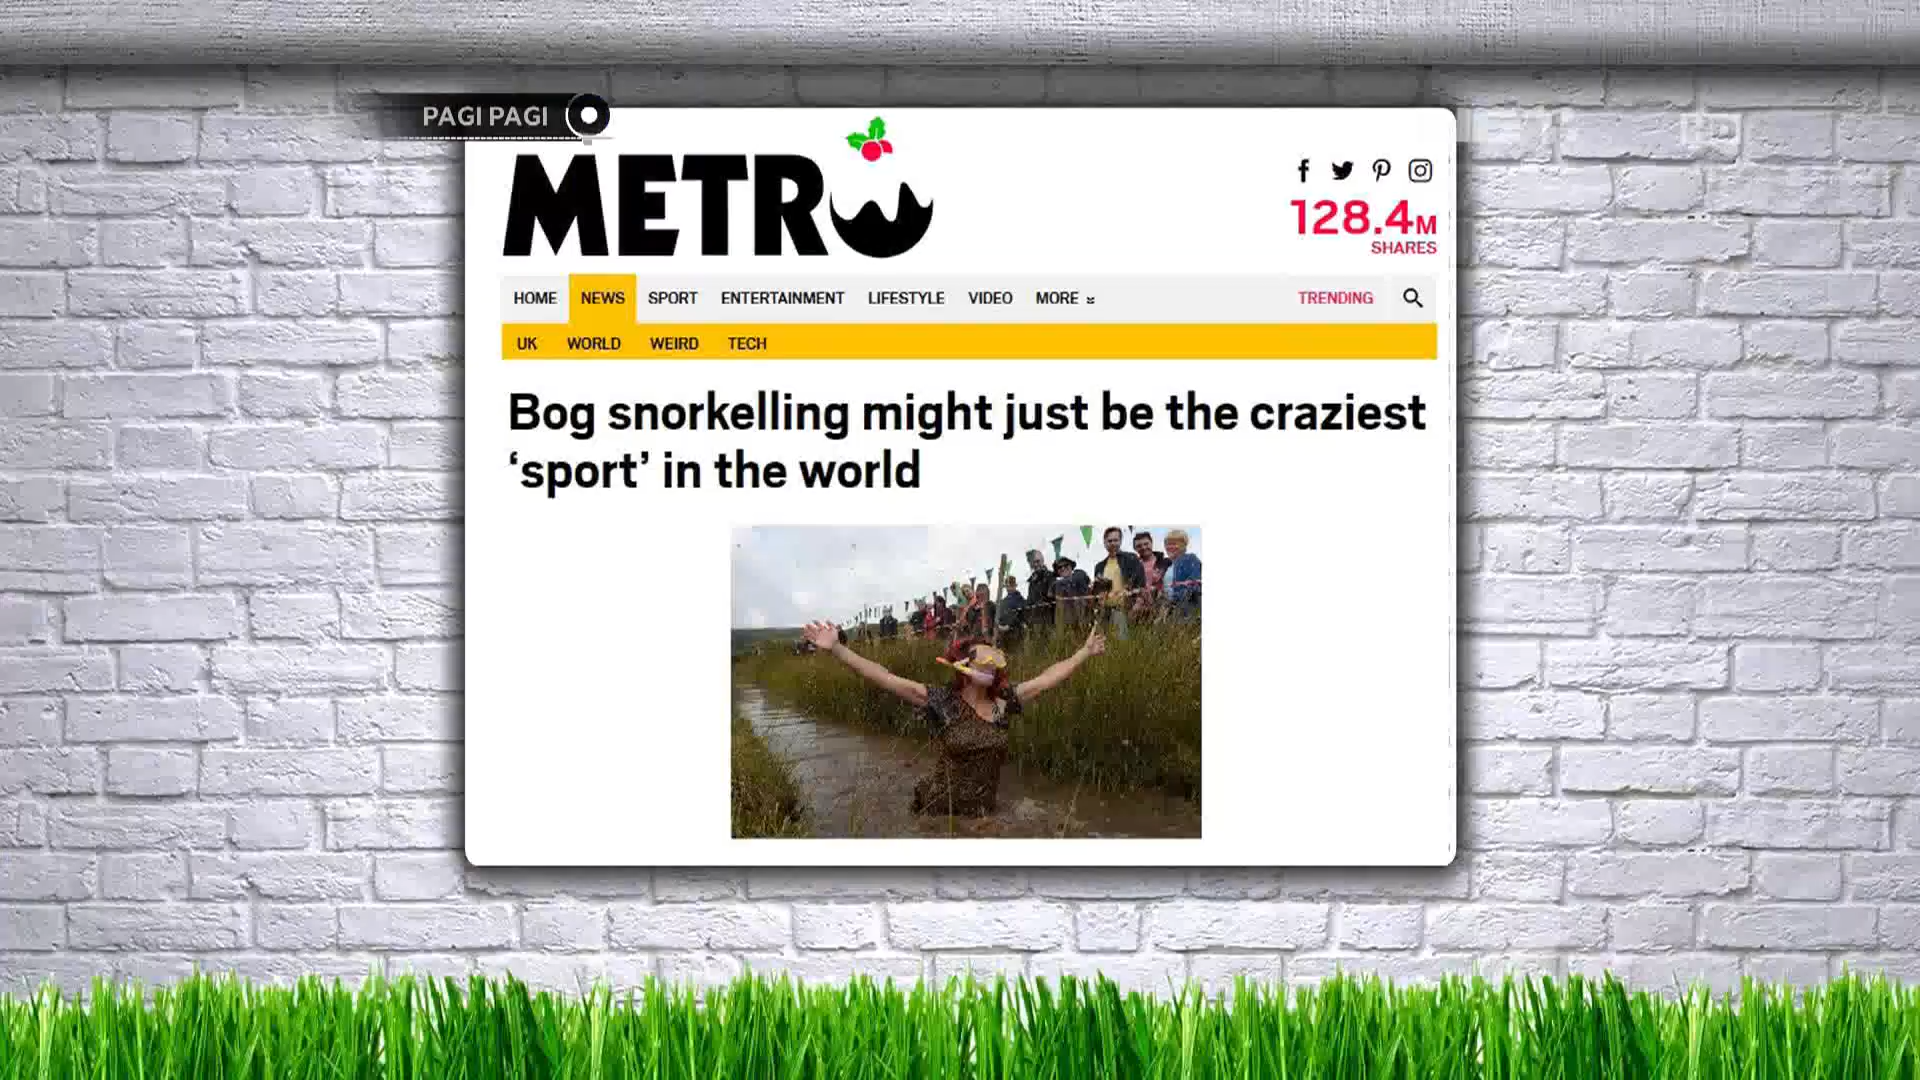 PAGI PAGI
METRO
128.4M
SHARES
HOME NEWS SPORT ENTERTAINMENT LIFESTYLE VIDEO MORE TRENDING
UK WORLD WEIRD TECH
Bog snorkelling might just be the craziest
‘sport’ in the world